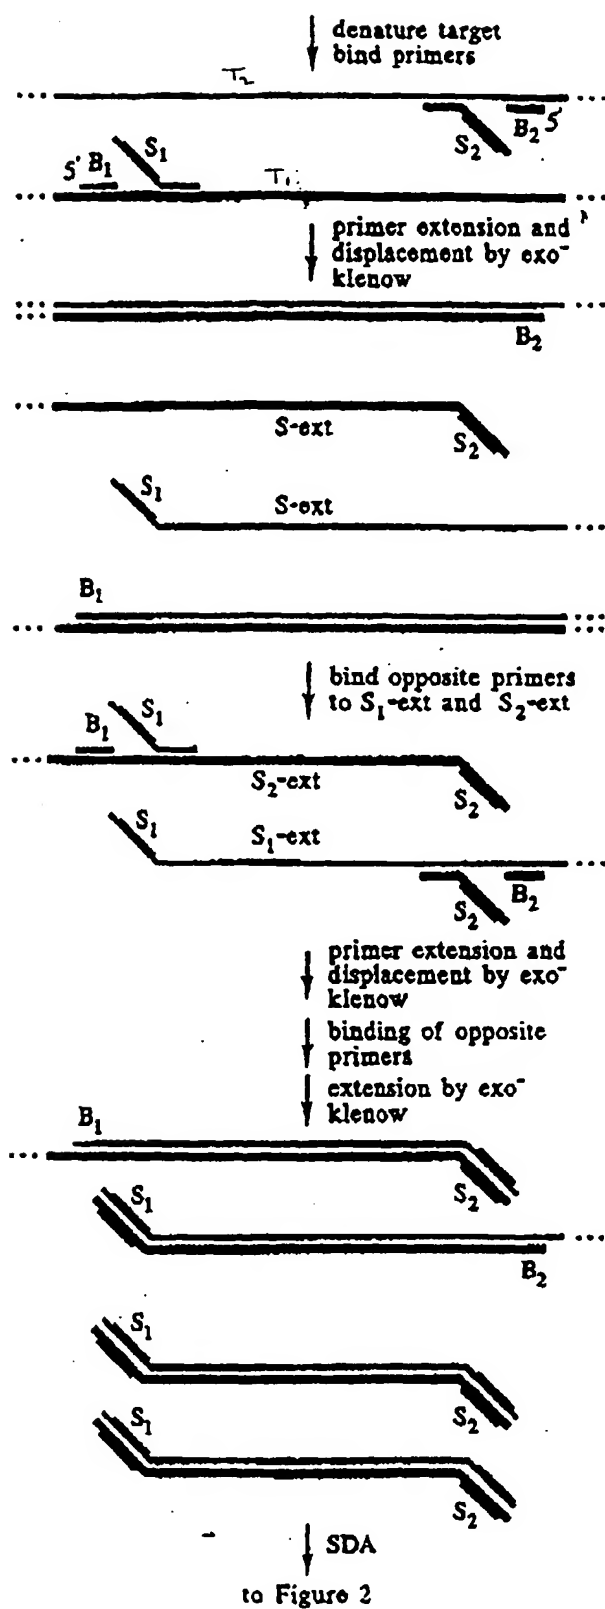 denature target
bind primers
T₂
S₂
B₂ 5'
5' B₁
S₁
T₁
primer extension and
displacement by exo⁻
klenow
B₂
S-ext
S₂
S₁
S-ext
B₁
bind opposite primers
to S₁-ext and S₂-ext
B₁
S₁
S₂-ext
S₂
S₁
S₁-ext
S₂
B₂
primer extension and
displacement by exo⁻
klenow
binding of opposite
primers
extension by exo⁻
klenow
B₁
S₂
S₁
B₂
S₁
S₂
S₁
S₂
SDA
to Figure 2